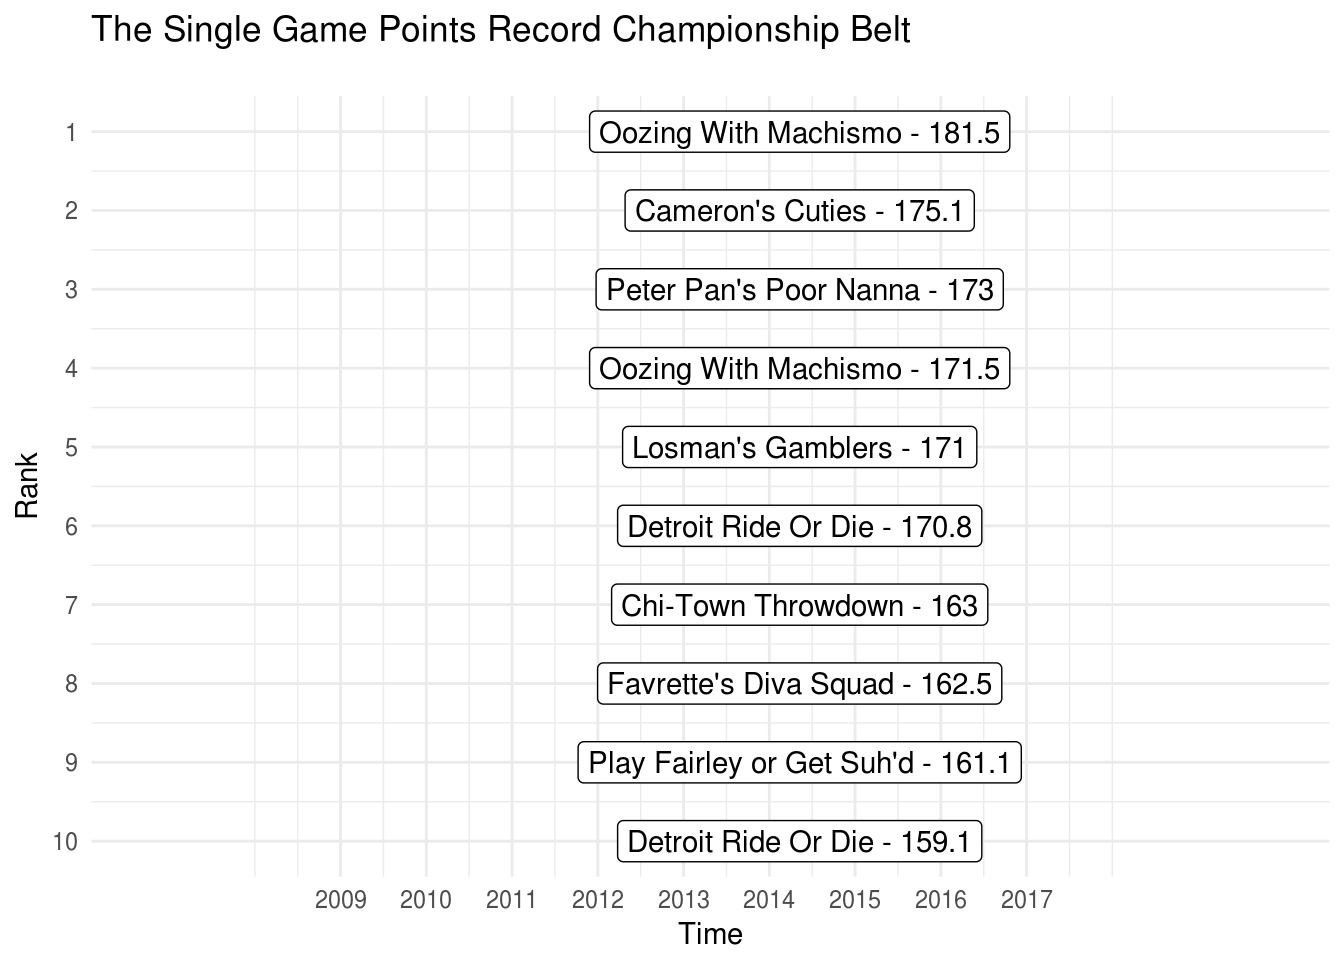 The Single Game Points Record Championship Belt
1
Oozing With Machismo - 181.5
2
Cameron's Cuties - 175.1
3
Peter Pan's Poor Nanna - 173
4
Oozing With Machismo - 171.5
5
Losman's Gamblers - 171
Rank
6
Detroit Ride Or Die - 170.8
7
Chi-Town Throwdown - 163
8
Favrette's Diva Squad - 162.5
9
Play Fairley or Get Suh'd - 161.1
10
Detroit Ride Or Die - 159.1
2009 2010 2011 2012 2013 2014 2015 2016 2017
Time